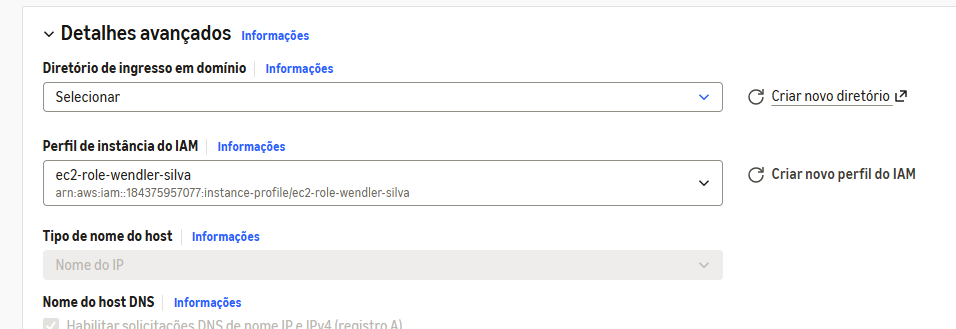 Detalhes avançados Informações
Diretório de ingresso em domínio Informações
Selecionar
Criar novo diretório
Perfil de instância do IAM Informações
ec2-role-wendler-silva
arn:aws:iam::184375957077:instance-profile/ec2-role-wendler-silva
Criar novo perfil do IAM
Tipo de nome do host Informações
Nome do IP
Nome do host DNS Informações
Habilitar solicitações DNS de nome IP e IPv4 (registro A)